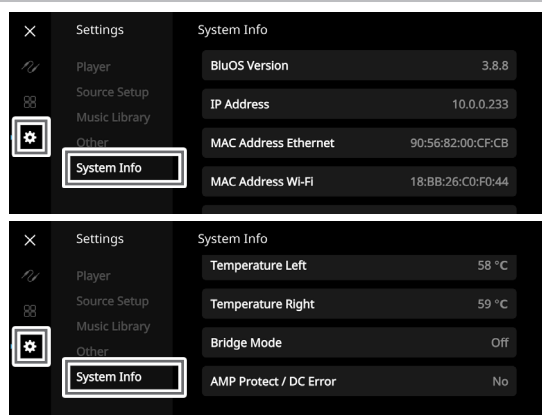 Settings
System Info
Player
Source Setup
Music Library
Other
System Info
BluOS Version 3.8.8
IP Address 10.0.0.233
MAC Address Ethernet 90:56:82:00:CF:CB
MAC Address Wi-Fi 18:BB:26:C0:F0:44
Settings
System Info
Player
Source Setup
Music Library
Other
System Info
Temperature Left 58 °C
Temperature Right 59 °C
Bridge Mode Off
AMP Protect / DC Error No